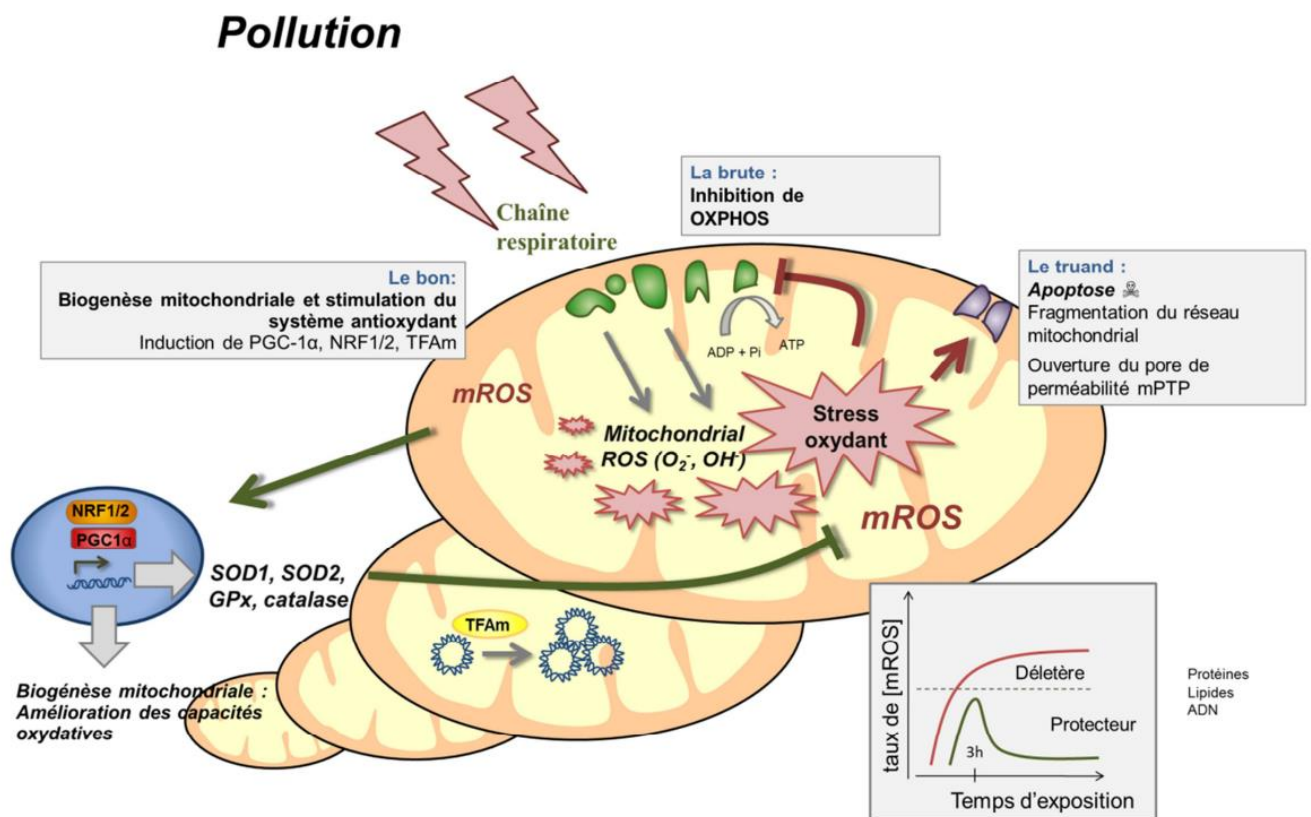 Pollution
Chaîne
respiratoire
La brute :
Inhibition de
OXPHOS
Le bon:
Biogenèse mitochondriale et stimulation du
système antioxydant
Induction de PGC-1α, NRF1/2, TFAm
Le truand :
Apoptose ☠
Fragmentation du réseau
mitochondrial
Ouverture du pore de
perméabilité mPTP
ADP + Pi
ATP
mROS
Stress
oxydant
Mitochondrial
ROS (O₂⁻, OH⁻)
mROS
NRF1/2
PGC1α
SOD1, SOD2,
GPx, catalase
TFAm
Biogénèse mitochondriale :
Amélioration des capacités
oxydatives
taux de [mROS]
Déletère
Protecteur
3h
Temps d’exposition
Protéines
Lipides
ADN